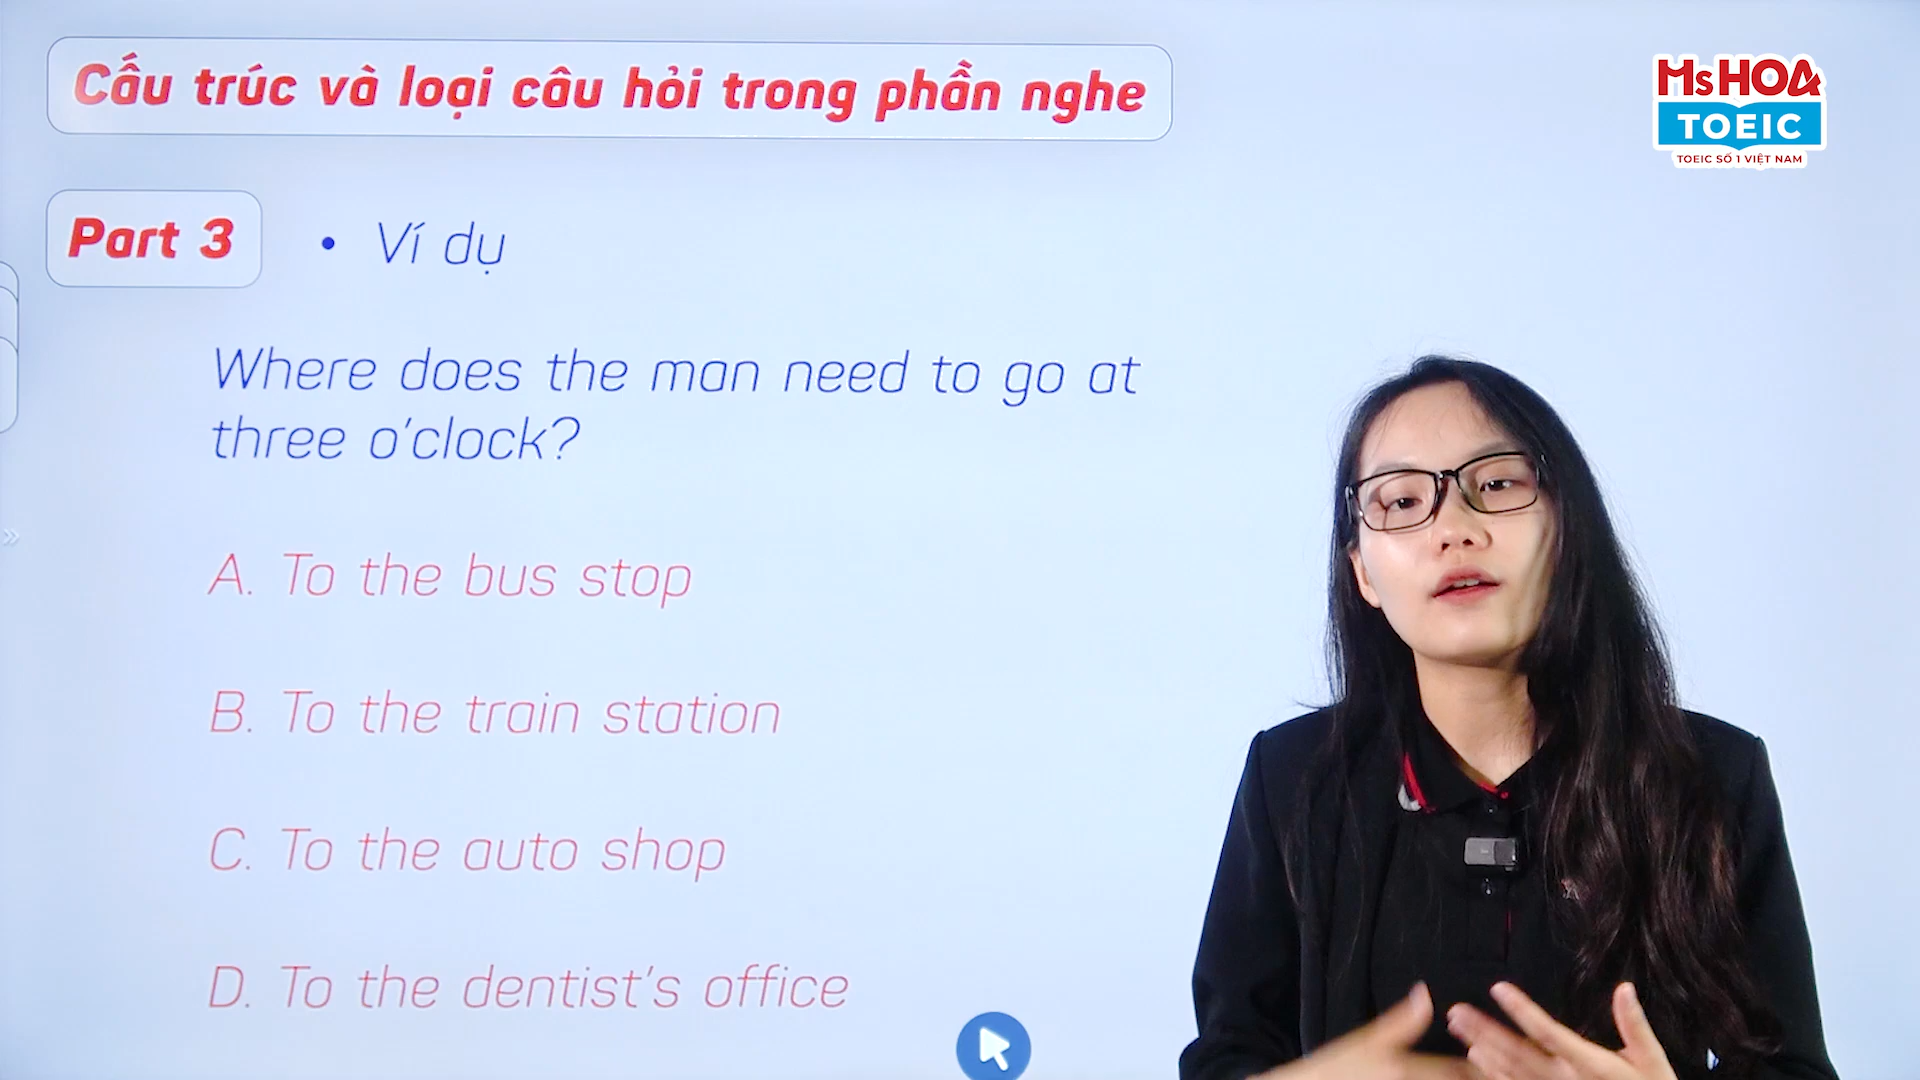 Cấu trúc và loại câu hỏi trong phần nghe
Ms HOA
TOEIC
TOEIC SỐ 1 VIỆT NAM
Part 3
• Ví dụ
Where does the man need to go at
three o'clock?
A. To the bus stop
B. To the train station
C. To the auto shop
D. To the dentist's office